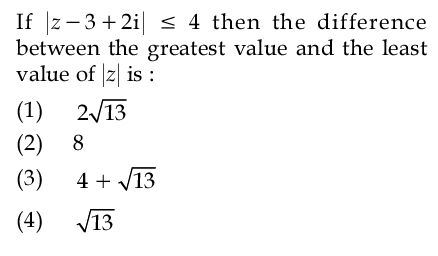 If |z − 3 + 2i| ≤ 4 then the difference
between the greatest value and the least
value of |z| is :
(1) 2√13
(2) 8
(3) 4 + √13
(4) √13